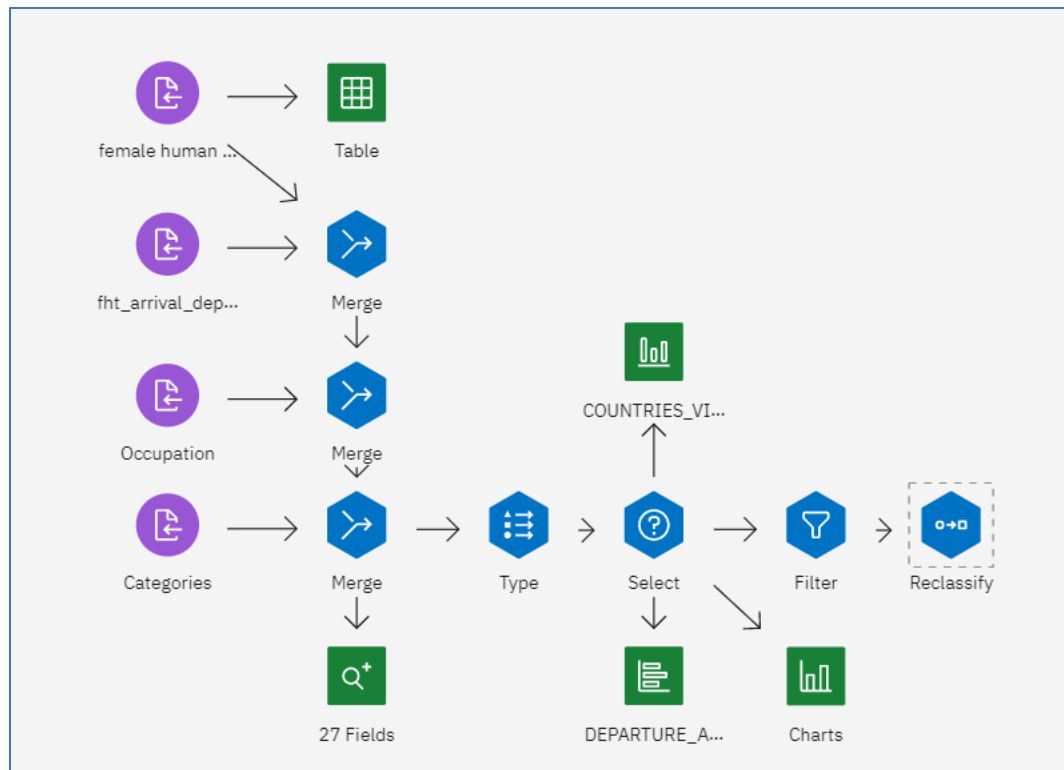 female human ...
Table
fht_arrival_dep...
Merge
Occupation
Merge
COUNTRIES_VI...
Categories
Merge
Type
Select
Filter
Reclassify
27 Fields
DEPARTURE_A...
Charts